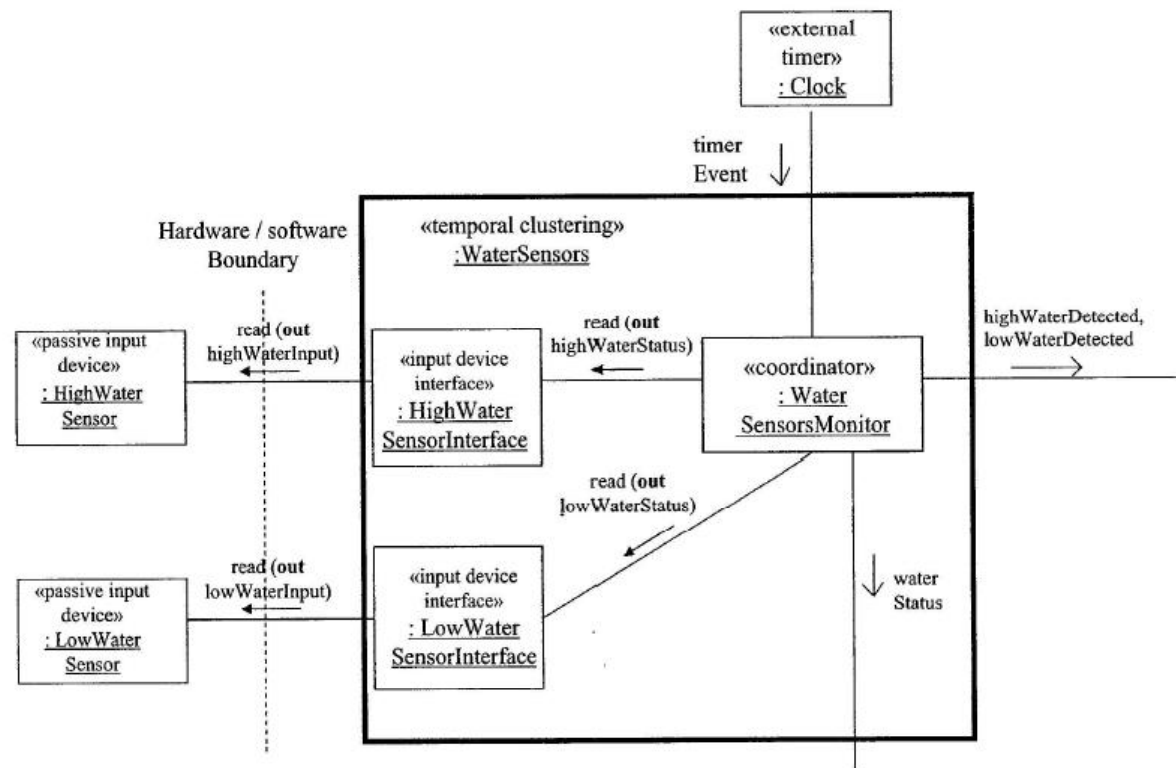 «external
timer»
: Clock
timer
Event
Hardware / software
Boundary
«temporal clustering»
:WaterSensors
read (out
highWaterInput)
read (out
highWaterStatus)
highWaterDetected,
lowWaterDetected
«passive input
device»
: HighWater
Sensor
«input device
interface»
: HighWater
SensorInterface
«coordinator»
: Water
SensorsMonitor
read (out
lowWaterStatus)
read (out
lowWaterInput)
«passive input
device»
: LowWater
Sensor
«input device
interface»
: LowWater
SensorInterface
water
Status